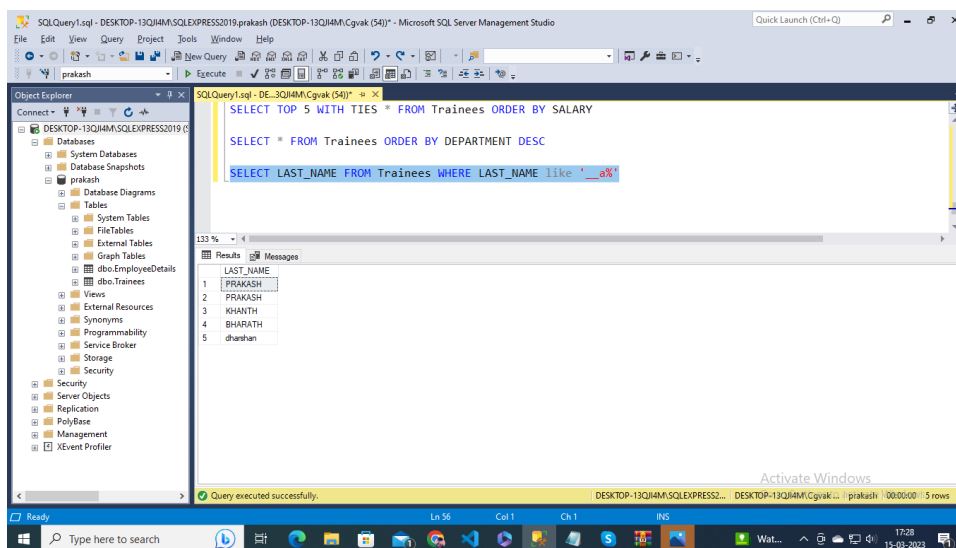 SQLQuery1.sql - DESKTOP-13QJI4M\SQLEXPRESS2019.prakash (DESKTOP-13QJI4M\Cgvak (54))* - Microsoft SQL Server Management Studio
Quick Launch (Ctrl+Q)
File Edit View Query Project Tools Window Help
New Query
prakash
Execute
Object Explorer
SQLQuery1.sql - DE...3QJI4M\Cgvak (54))*
Connect
SELECT TOP 5 WITH TIES * FROM Trainees ORDER BY SALARY
SELECT * FROM Trainees ORDER BY DEPARTMENT DESC
SELECT LAST_NAME FROM Trainees WHERE LAST_NAME like '__a%'
DESKTOP-13QJI4M\SQLEXPRESS2019 (S
Databases
System Databases
Database Snapshots
prakash
Database Diagrams
Tables
System Tables
FileTables
External Tables
Graph Tables
dbo.EmployeeDetails
dbo.Trainees
Views
External Resources
Synonyms
Programmability
Service Broker
Storage
Security
Security
Server Objects
Replication
PolyBase
Management
XEvent Profiler
133 %
Results Messages
LAST_NAME
1 PRAKASH
2 PRAKASH
3 KHANTH
4 BHARATH
5 dharshan
Activate Windows
Query executed successfully.
DESKTOP-13QJI4M\SQLEXPRESS2... DESKTOP-13QJI4M\Cgvak ... prakash 00:00:00 5 rows
Ready Ln 56 Col 1 Ch 1 INS
Type here to search
Wat...
17:28
15-03-2023